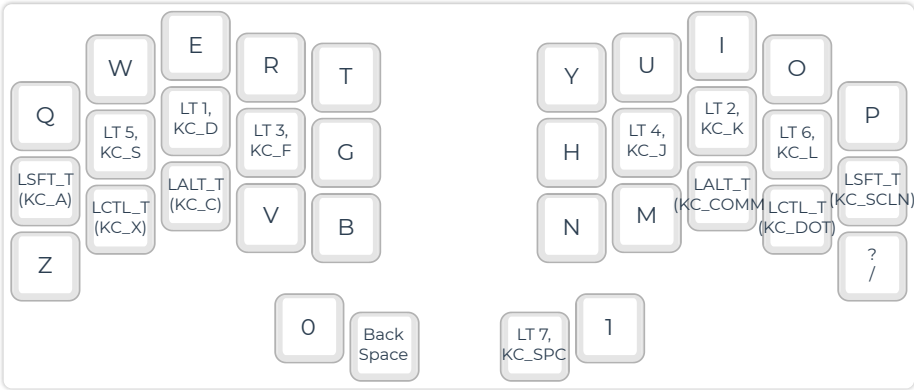 Q
W
E
R
T
Y
U
I
O
P
LSFT_T
(KC_A)
LT 5,
KC_S
LT 1,
KC_D
LT 3,
KC_F
G
H
LT 4,
KC_J
LT 2,
KC_K
LT 6,
KC_L
LSFT_T
(KC_SCLN)
Z
LCTL_T
(KC_X)
LALT_T
(KC_C)
V
B
N
M
LALT_T
(KC_COMM
LCTL_T
(KC_DOT)
?
/
0
Back
Space
LT 7,
KC_SPC
1